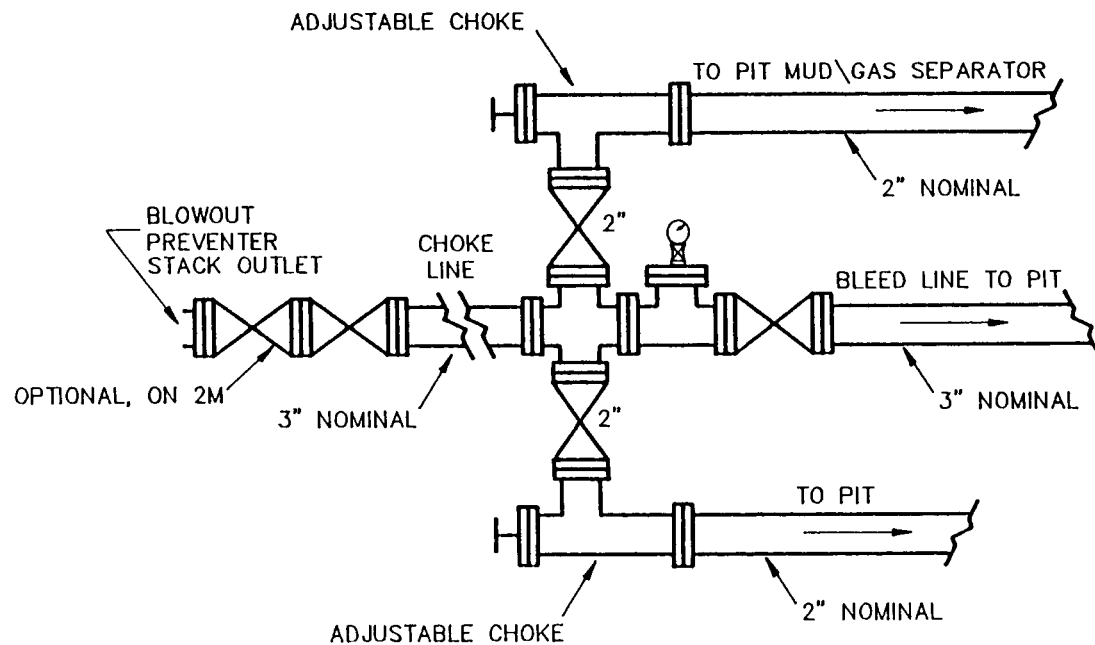 ADJUSTABLE CHOKE
TO PIT MUD\GAS SEPARATOR
2" NOMINAL
2"
BLOWOUT
PREVENTER
STACK OUTLET
CHOKE
LINE
BLEED LINE TO PIT
OPTIONAL, ON 2M
3" NOMINAL
3" NOMINAL
2"
TO PIT
2" NOMINAL
ADJUSTABLE CHOKE